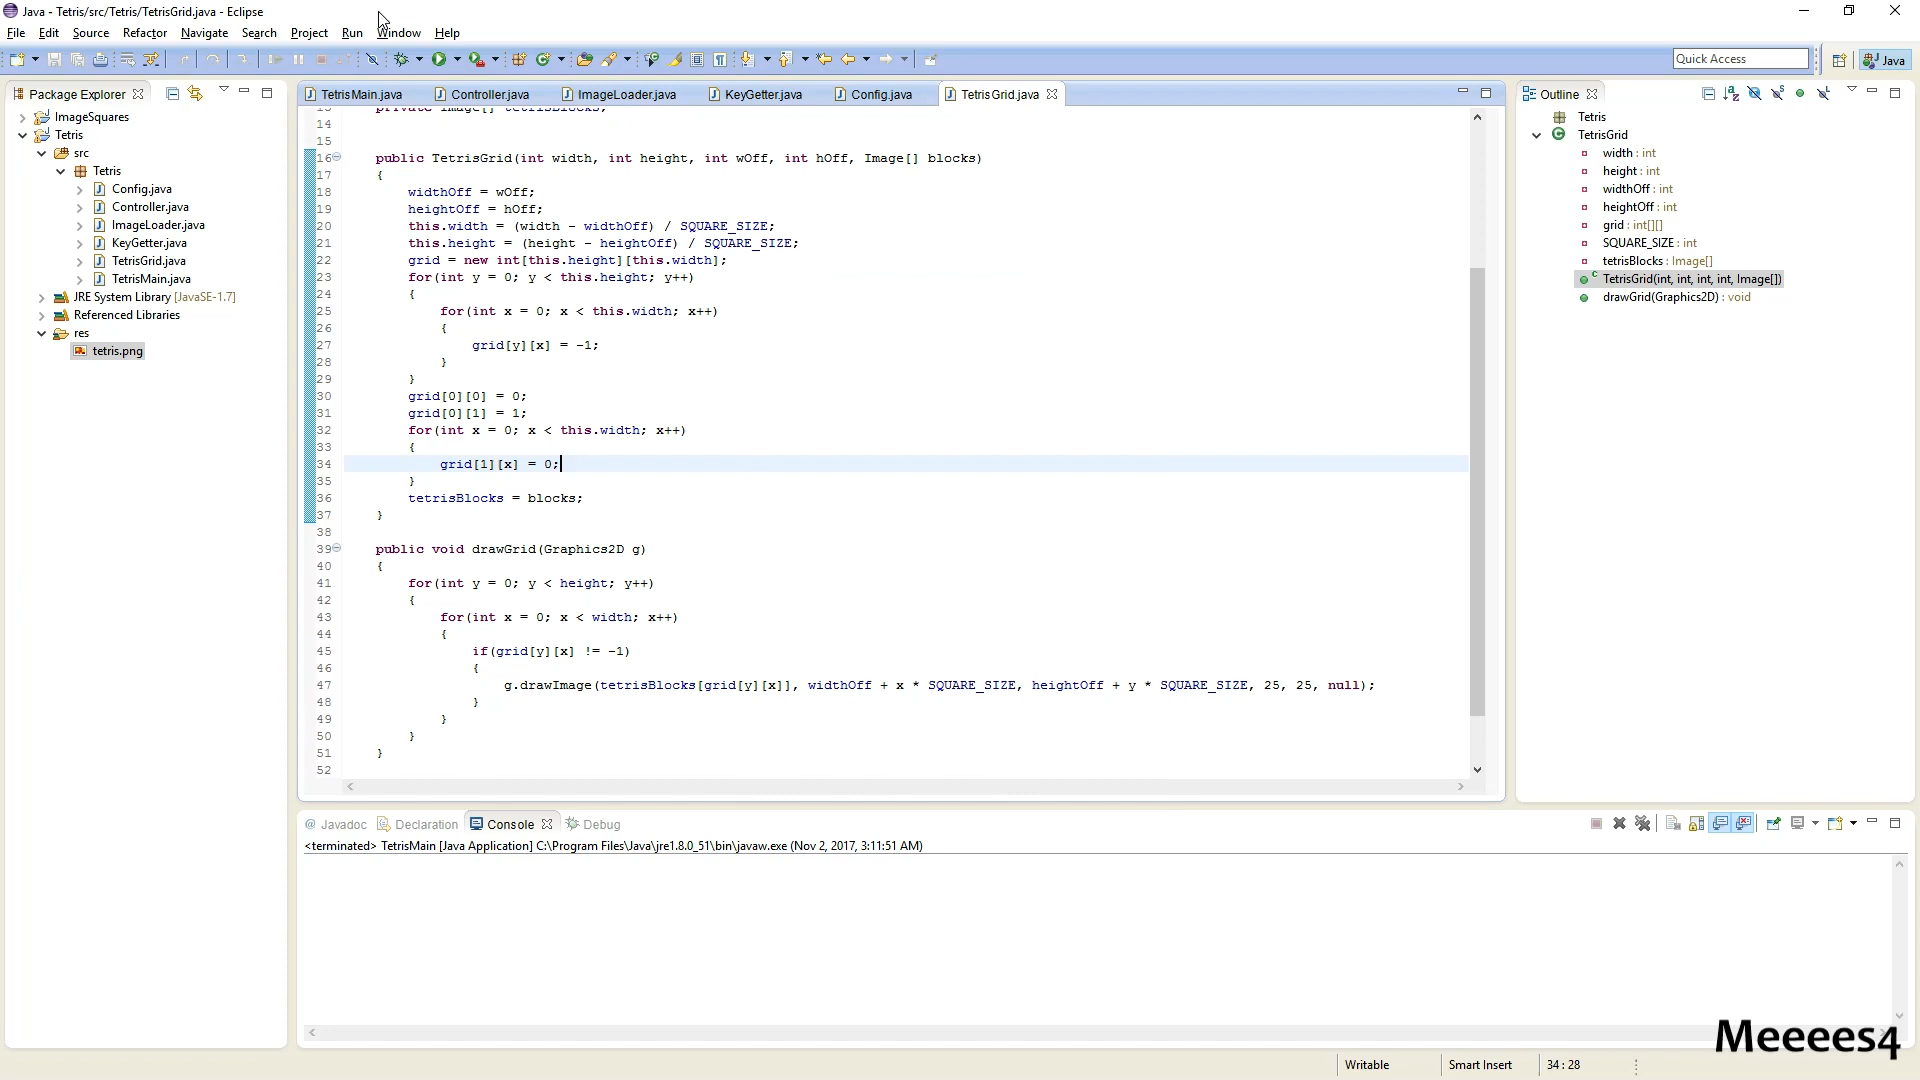 Java - Tetris/src/Tetris/TetrisGrid.java - Eclipse
File Edit Source Refactor Navigate Search Project Run Window Help
Quick Access
Java
Package Explorer
ImageSquares
Tetris
src
Tetris
Config.java
Controller.java
ImageLoader.java
KeyGetter.java
TetrisGrid.java
TetrisMain.java
JRE System Library [JavaSE-1.7]
Referenced Libraries
res
tetris.png
TetrisMain.java Controller.java ImageLoader.java KeyGetter.java Config.java TetrisGrid.java
13 private Image[] tetrisBlocks;
14
15
16 public TetrisGrid(int width, int height, int wOff, int hOff, Image[] blocks)
17 {
18 widthOff = wOff;
19 heightOff = hOff;
20 this.width = (width - widthOff) / SQUARE_SIZE;
21 this.height = (height - heightOff) / SQUARE_SIZE;
22 grid = new int[this.height][this.width];
23 for(int y = 0; y < this.height; y++)
24 {
25 for(int x = 0; x < this.width; x++)
26 {
27 grid[y][x] = -1;
28 }
29 }
30 grid[0][0] = 0;
31 grid[0][1] = 1;
32 for(int x = 0; x < this.width; x++)
33 {
34 grid[1][x] = 0;
35 }
36 tetrisBlocks = blocks;
37 }
38
39 public void drawGrid(Graphics2D g)
40 {
41 for(int y = 0; y < height; y++)
42 {
43 for(int x = 0; x < width; x++)
44 {
45 if(grid[y][x] != -1)
46 {
47 g.drawImage(tetrisBlocks[grid[y][x]], widthOff + x * SQUARE_SIZE, heightOff + y * SQUARE_SIZE, 25, 25, null);
48 }
49 }
50 }
51 }
52
Outline
Tetris
TetrisGrid
width : int
height : int
widthOff : int
heightOff : int
grid : int[][]
SQUARE_SIZE : int
tetrisBlocks : Image[]
TetrisGrid(int, int, int, int, Image[])
drawGrid(Graphics2D) : void
@ Javadoc Declaration Console Debug
<terminated> TetrisMain [Java Application] C:\Program Files\Java\jre1.8.0_51\bin\javaw.exe (Nov 2, 2017, 3:11:51 AM)
Meeees4
Writable Smart Insert 34 : 28